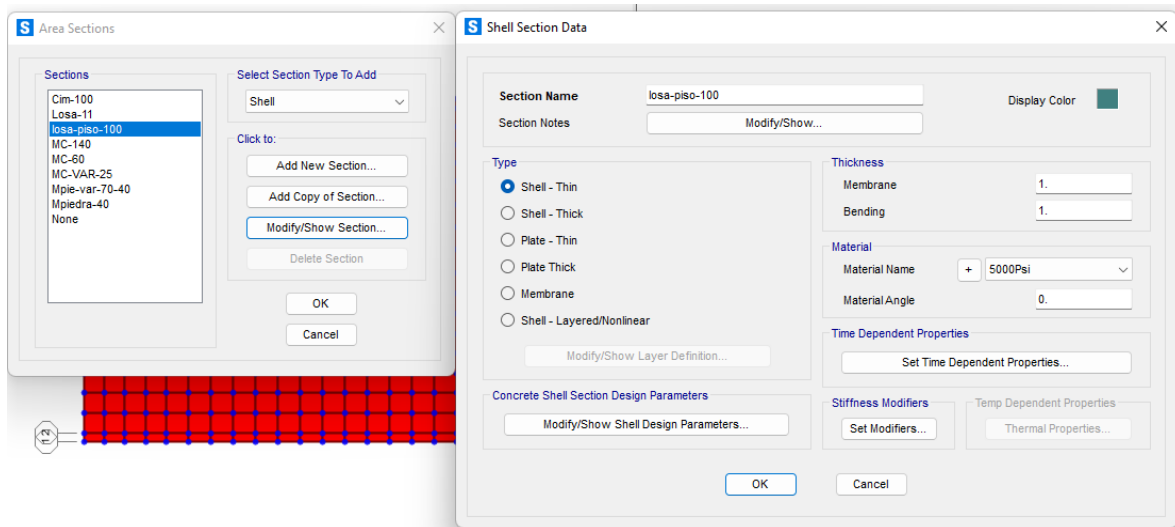 Area Sections
Sections
Cim-100
Losa-11
losa-piso-100
MC-140
MC-60
MC-VAR-25
Mpie-var-70-40
Mpiedra-40
None
Select Section Type To Add
Shell
Click to:
Add New Section...
Add Copy of Section...
Modify/Show Section...
Delete Section
OK
Cancel
12
Shell Section Data
Section Name losa-piso-100 Display Color
Section Notes Modify/Show...
Type
Shell - Thin
Shell - Thick
Plate - Thin
Plate Thick
Membrane
Shell - Layered/Nonlinear
Modify/Show Layer Definition...
Concrete Shell Section Design Parameters
Modify/Show Shell Design Parameters...
Thickness
Membrane 1.
Bending 1.
Material
Material Name + 5000Psi
Material Angle 0.
Time Dependent Properties
Set Time Dependent Properties...
Stiffness Modifiers
Set Modifiers...
Temp Dependent Properties
Thermal Properties...
OK Cancel